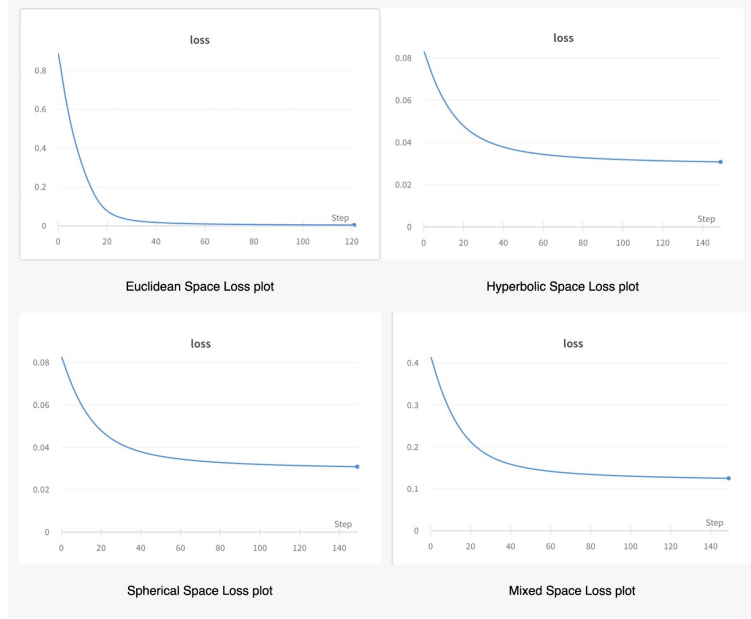 loss
0.8
0.6
0.4
0.2
0
Step
0 20 40 60 80 100 120
Euclidean Space Loss plot
loss
0.08
0.06
0.04
0.02
0
Step
0 20 40 60 80 100 120 140
Hyperbolic Space Loss plot
loss
0.08
0.06
0.04
0.02
0
Step
0 20 40 60 80 100 120 140
Spherical Space Loss plot
loss
0.4
0.3
0.2
0.1
0
Step
0 20 40 60 80 100 120 140
Mixed Space Loss plot